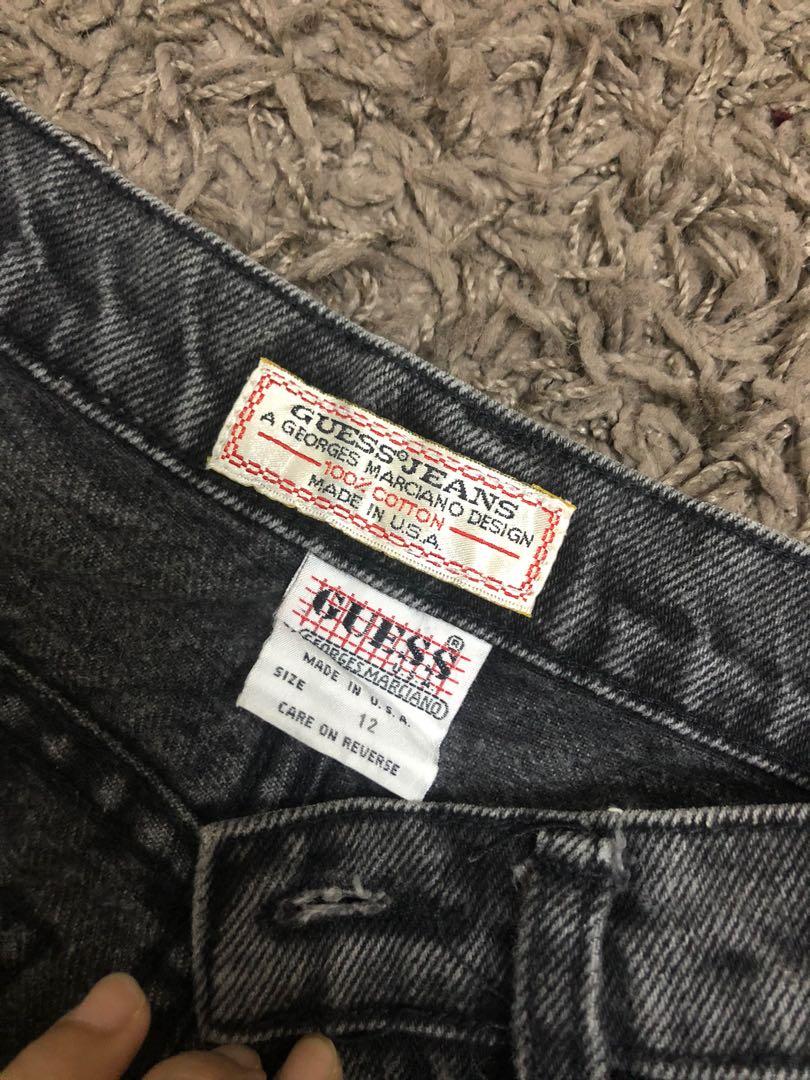 GUESS® JEANS
A GEORGES MARCIANO DESIGN
100% COTTON
MADE IN U.S.A.
GUESS®
U.S.A.
GEORGES MARCIANO
MADE IN U.S.A.
SIZE 12
CARE ON REVERSE